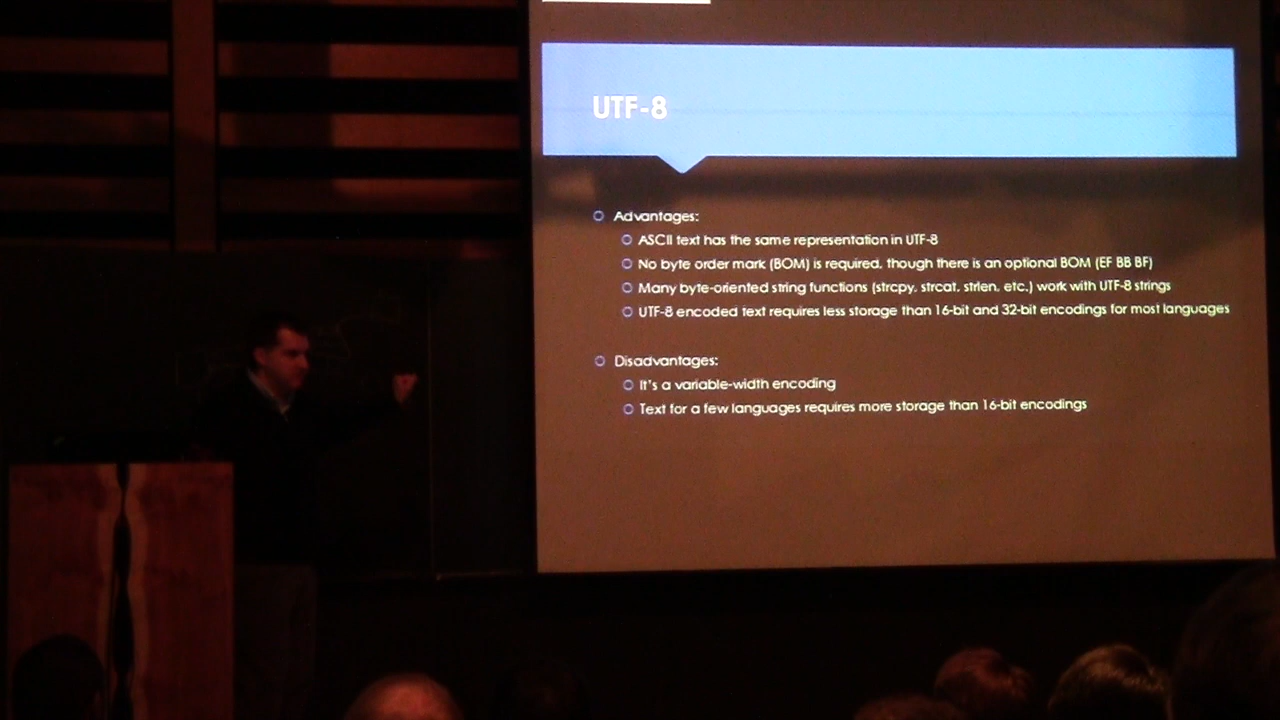 UTF-8
Advantages:
ASCII text has the same representation in UTF-8
No byte order mark (BOM) is required, though there is an optional BOM (EF BB BF)
Many byte-oriented string functions (strcpy, strcat, strlen, etc.) work with UTF-8 strings
UTF-8 encoded text requires less storage than 16-bit and 32-bit encodings for most languages
Disadvantages:
It's a variable-width encoding
Text for a few languages requires more storage than 16-bit encodings